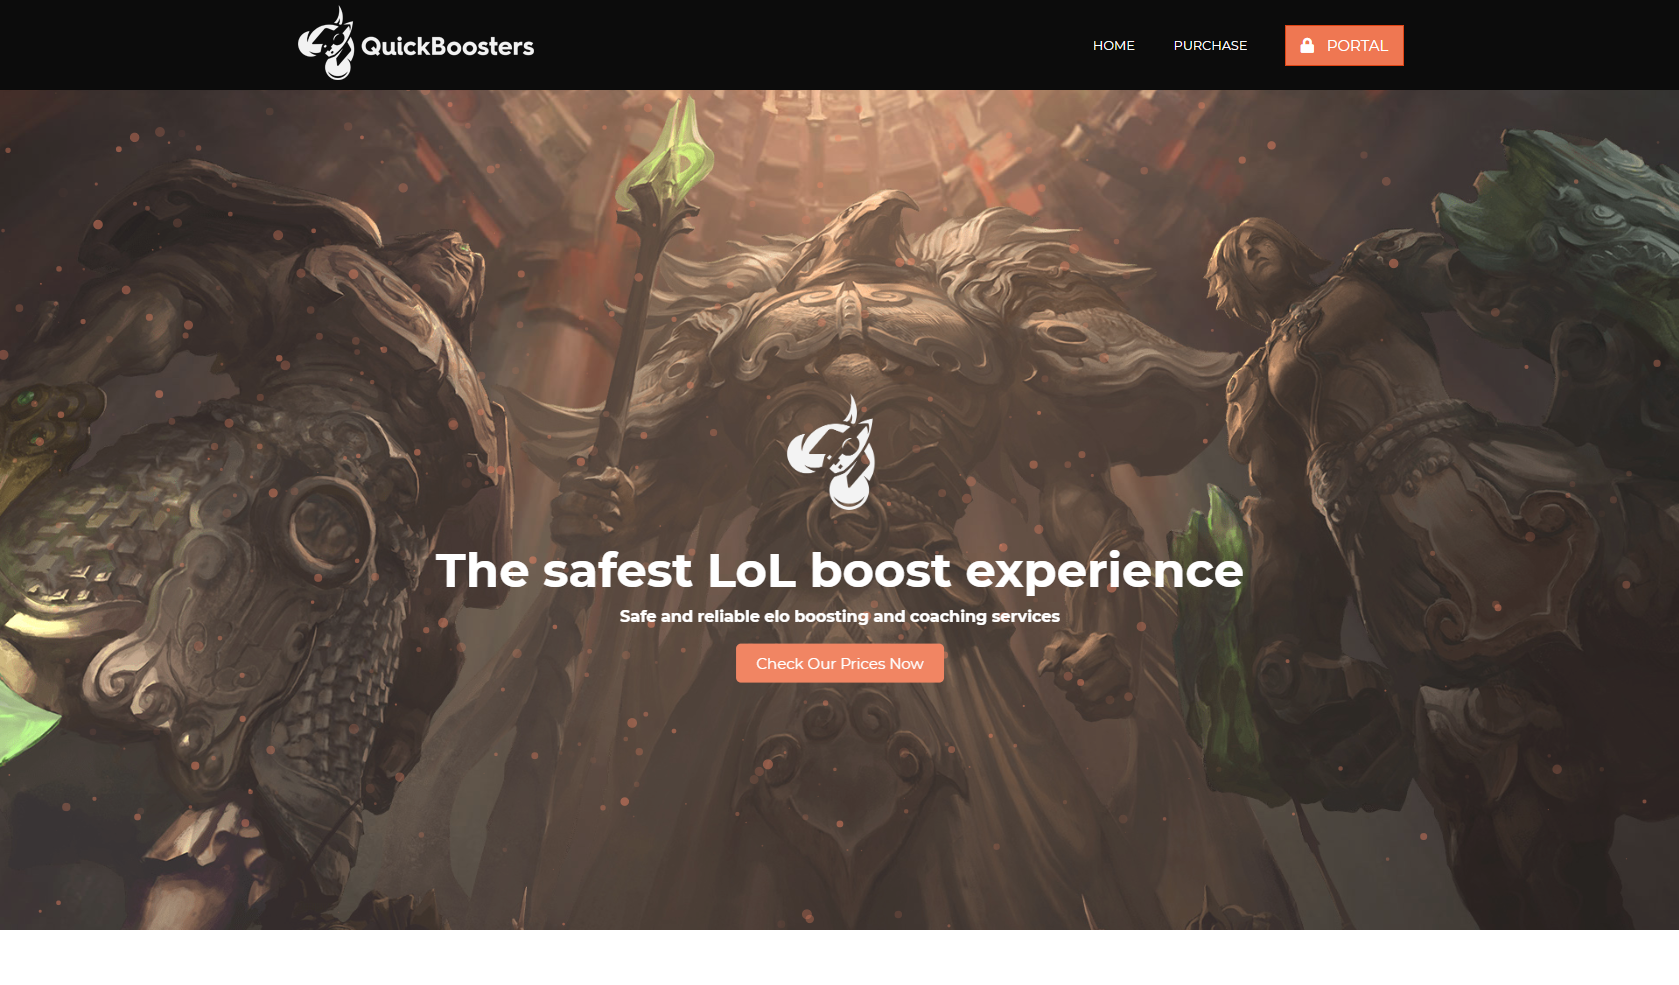 QuickBoosters
HOME
PURCHASE
PORTAL
The safest LoL boost experience
Safe and reliable elo boosting and coaching services
Check Our Prices Now